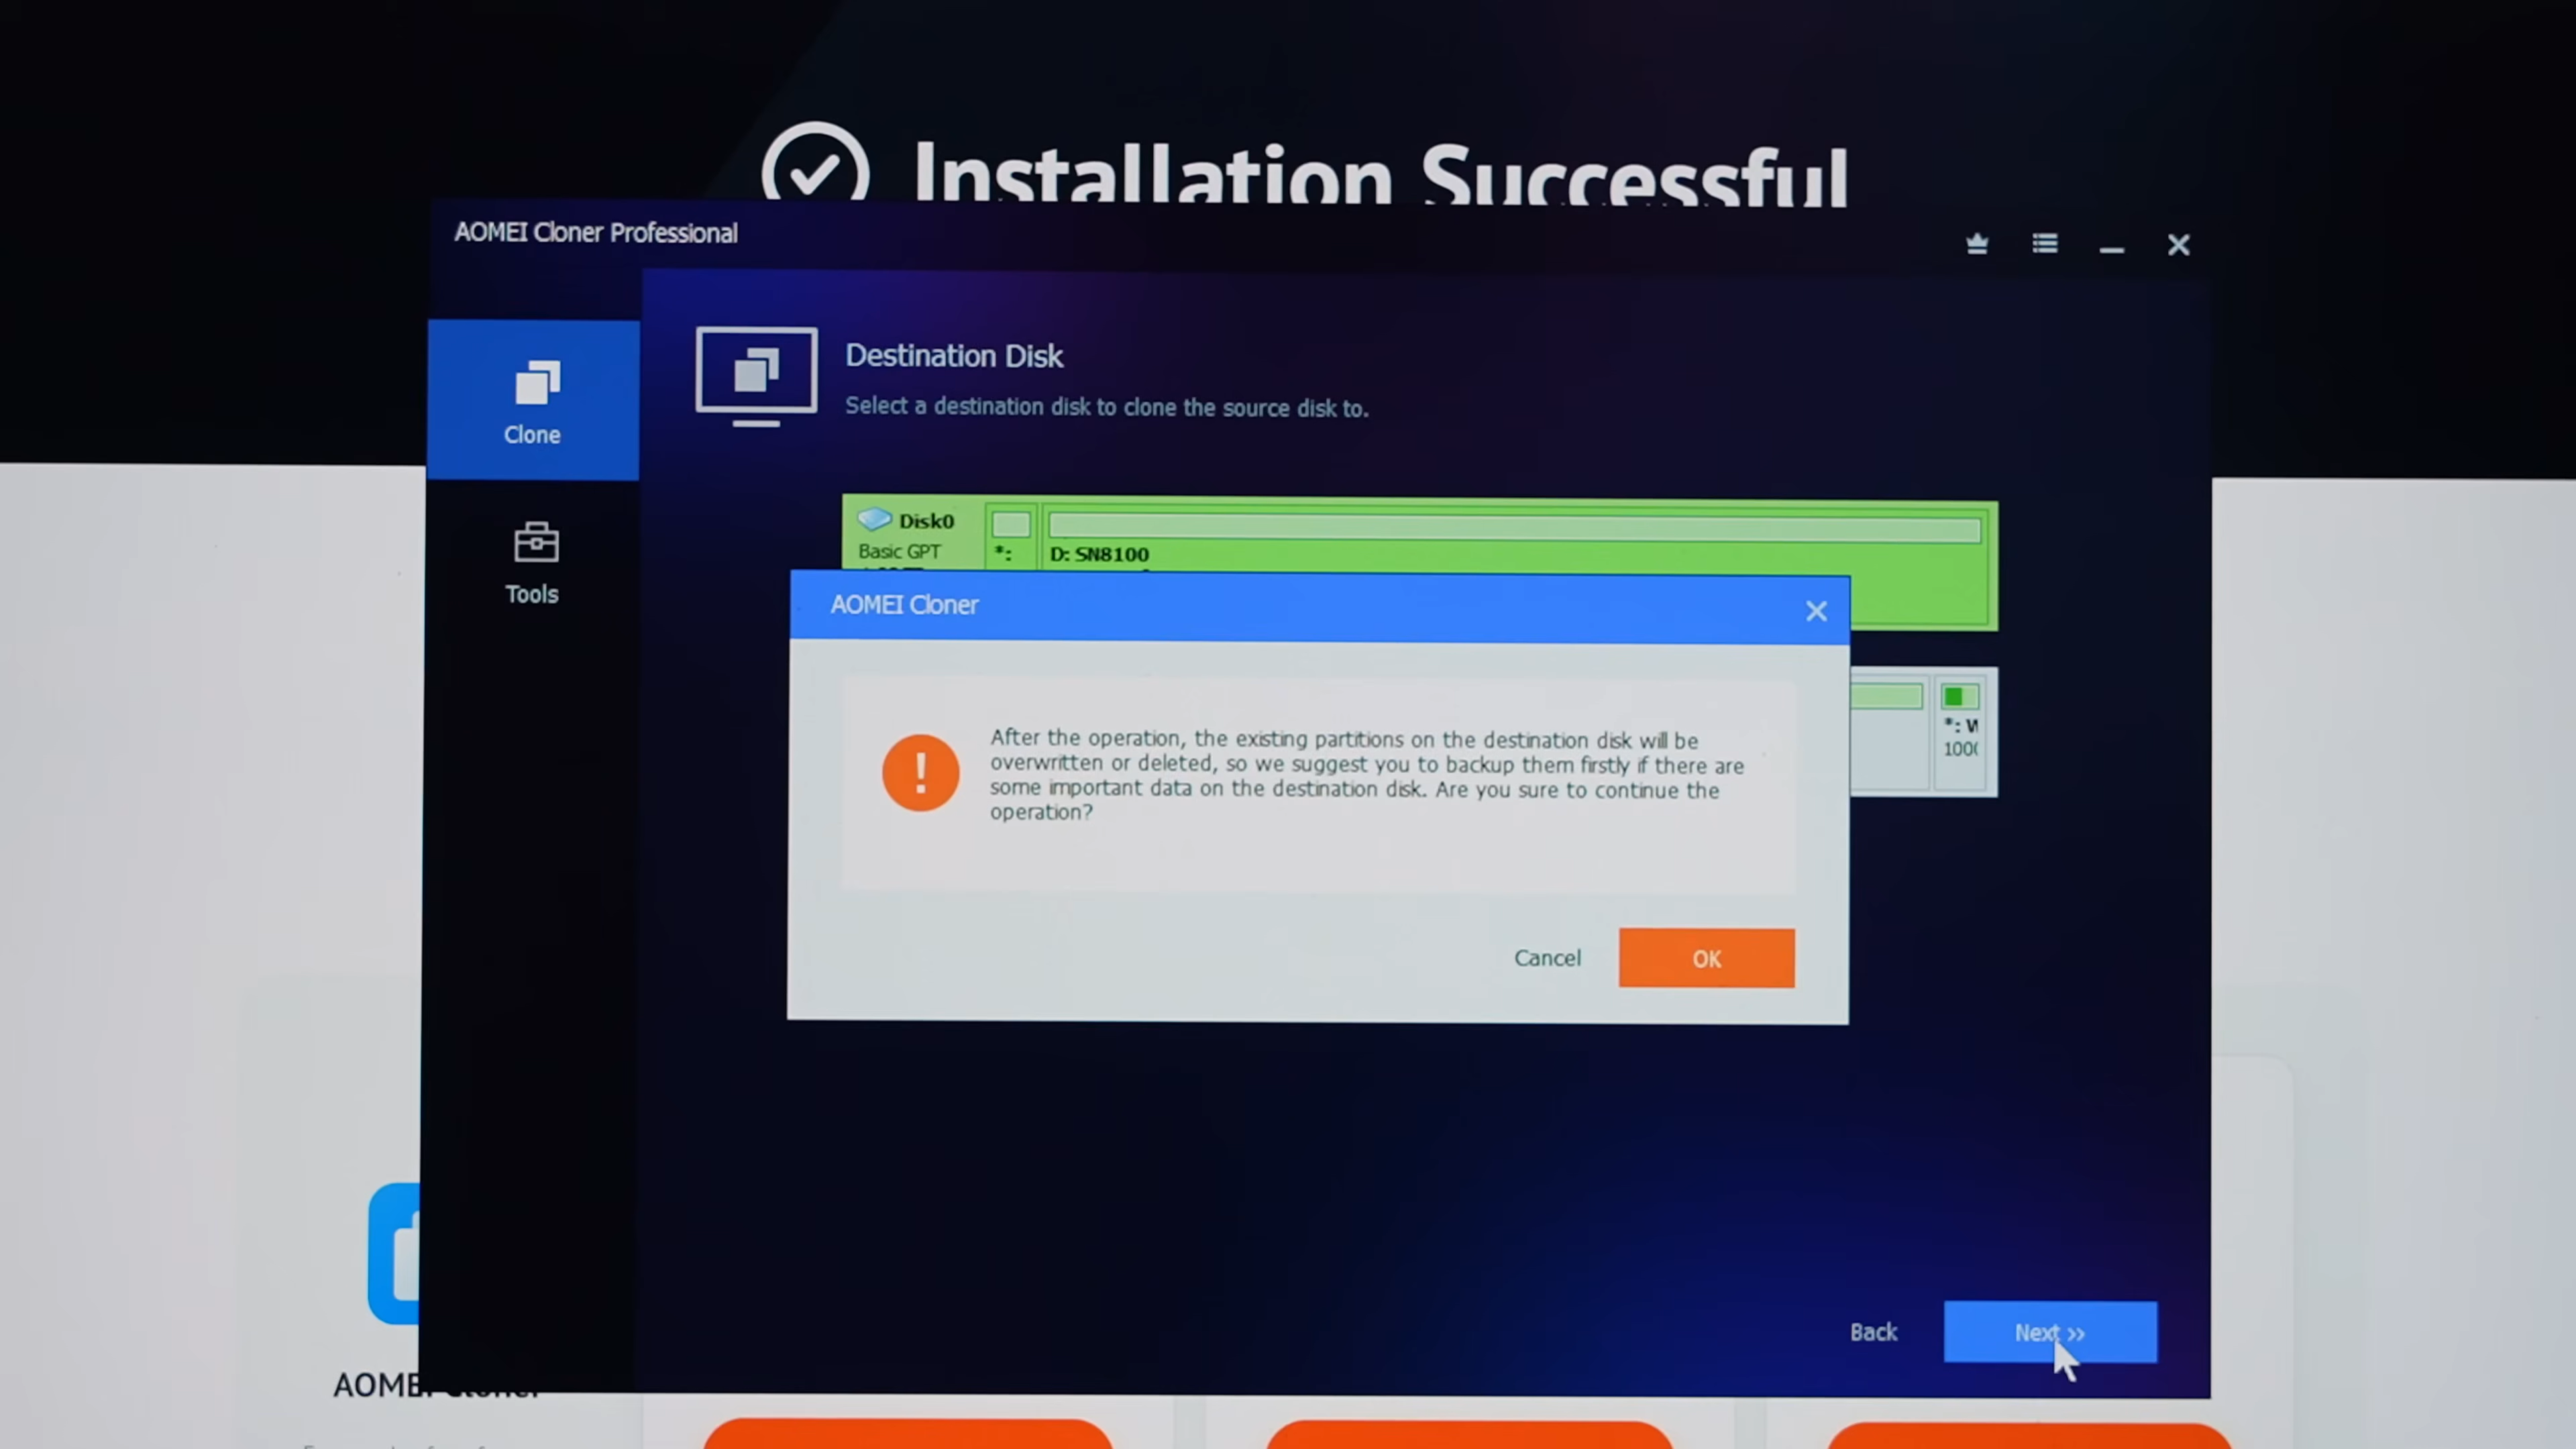 Installation Successful
AOMEI Cloner Professional
Destination Disk
Select a destination disk to clone the source disk to.
Clone
Tools
Disk0
Basic GPT
*:
D: SN8100
AOMEI Cloner
After the operation, the existing partitions on the destination disk will be
overwritten or deleted, so we suggest you to backup them firstly if there are
some important data on the destination disk. Are you sure to continue the
operation?
*:
100
Cancel
OK
Back
Next >>
AOMEI Cloner